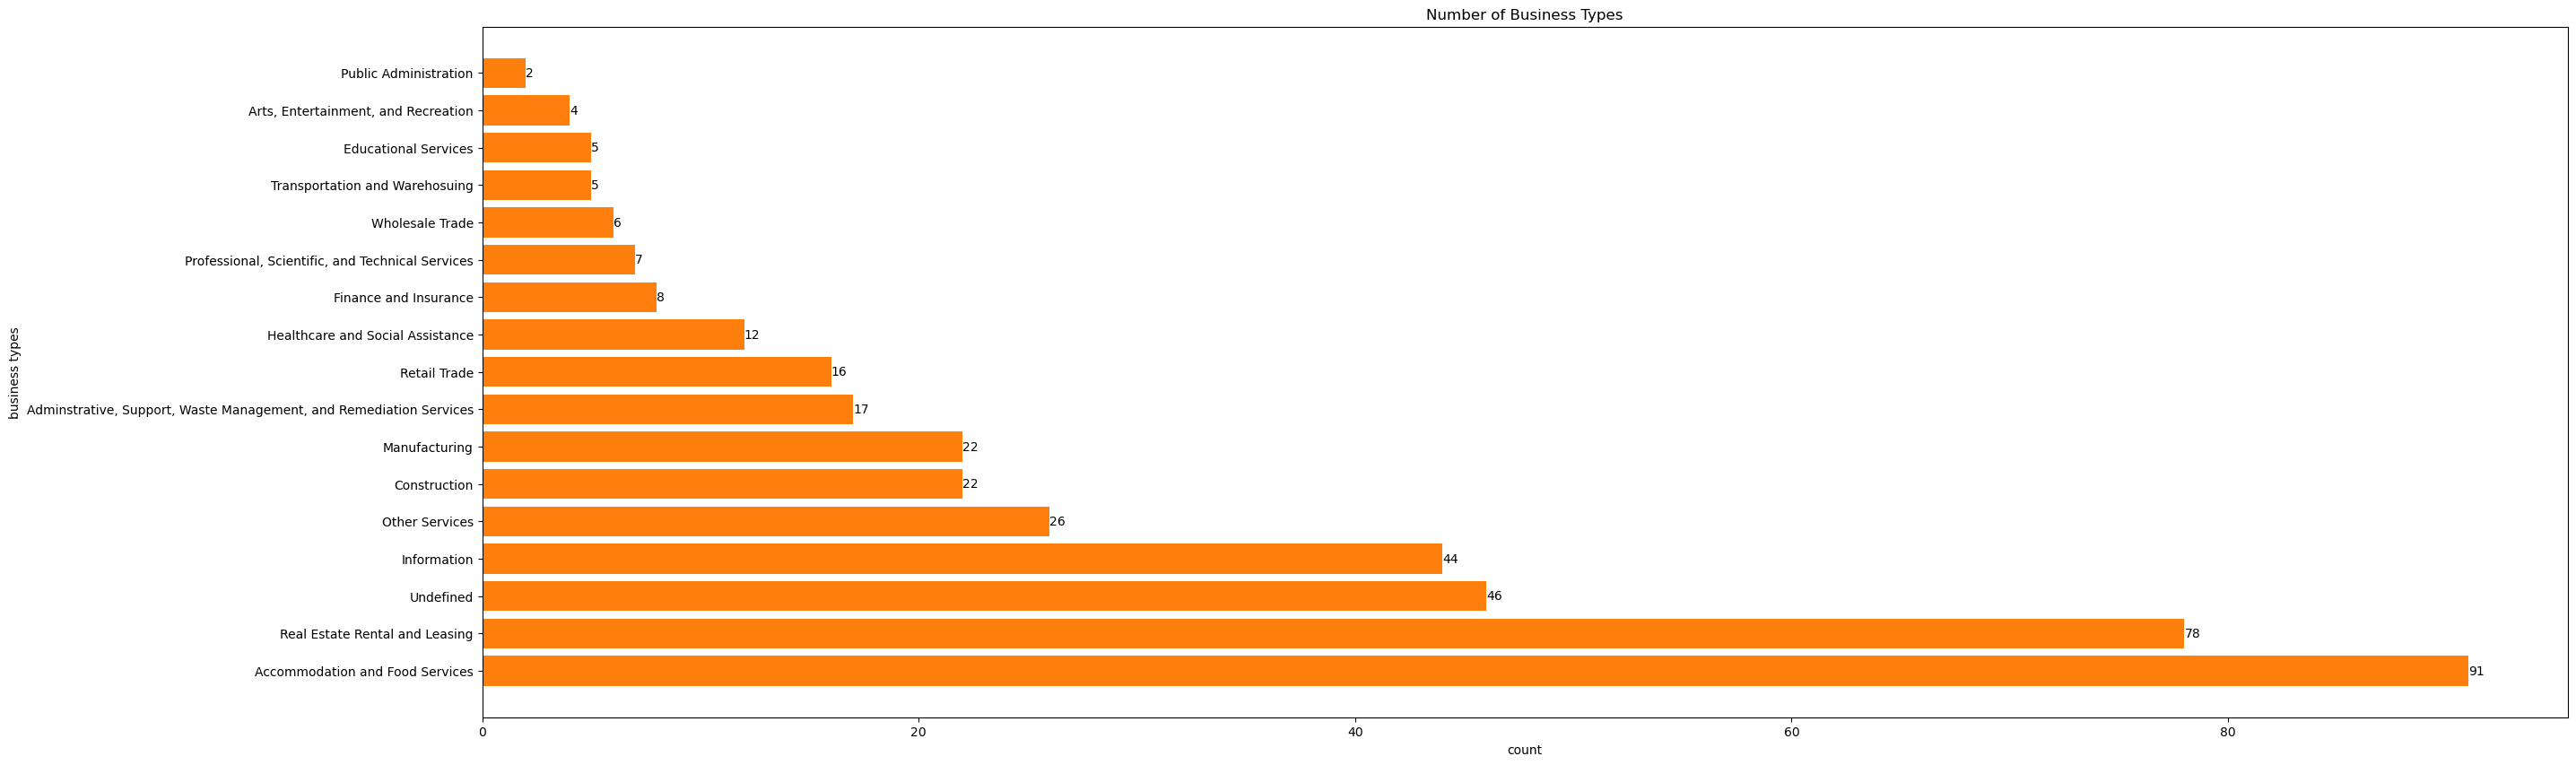 Number of Business Types
Public Administration 2
Arts, Entertainment, and Recreation 4
Educational Services 5
Transportation and Warehosuing 5
Wholesale Trade 6
Professional, Scientific, and Technical Services 7
Finance and Insurance 8
Healthcare and Social Assistance 12
Retail Trade 16
Adminstrative, Support, Waste Management, and Remediation Services 17
Manufacturing 22
Construction 22
Other Services 26
Information 44
Undefined 46
Real Estate Rental and Leasing 78
Accommodation and Food Services 91
0 20 40 60 80
count
business types